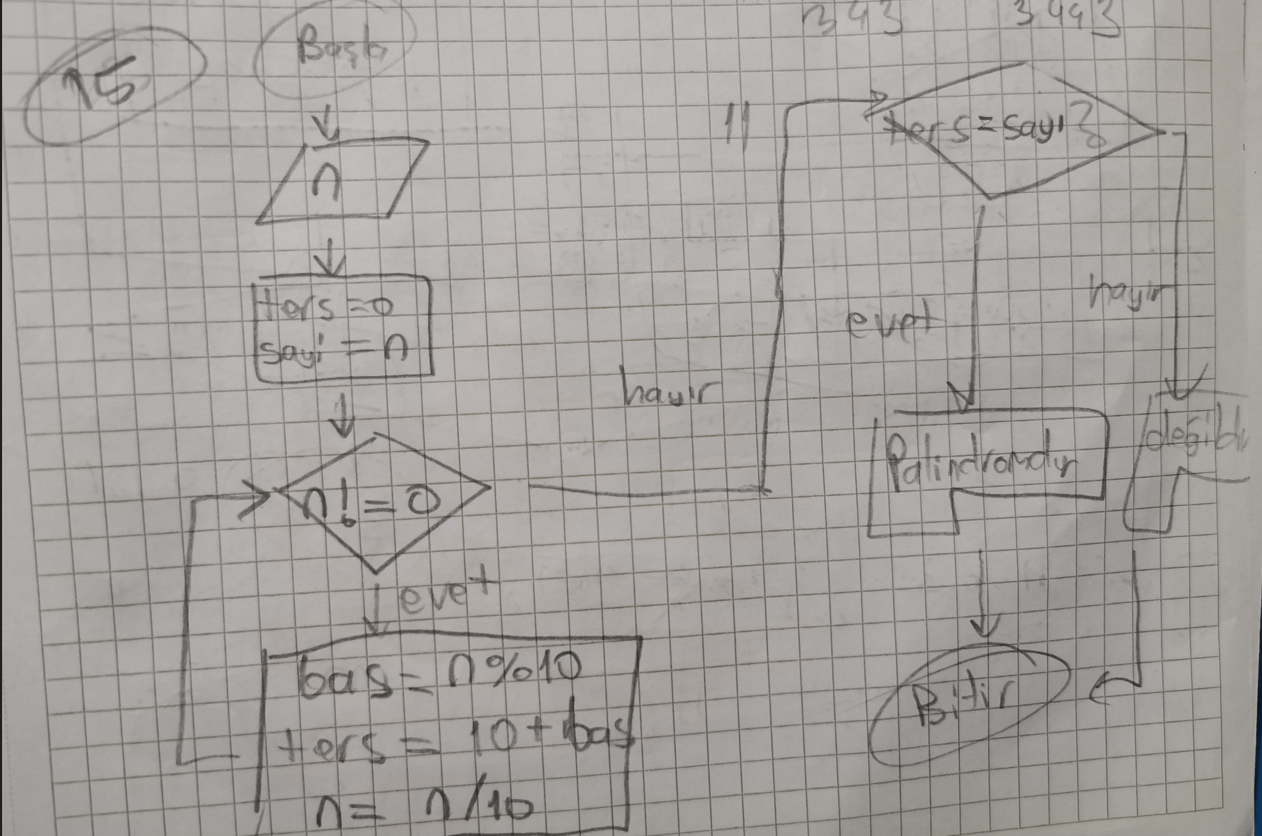 15
Başla
n
ters=0
sayi=n
n!=0
evet
bas=n%10
ters=10+bas
n=n/10
hayır
343 3443
ters=sayı?
evet
hayır
Palindromdur
değildir
Bitir